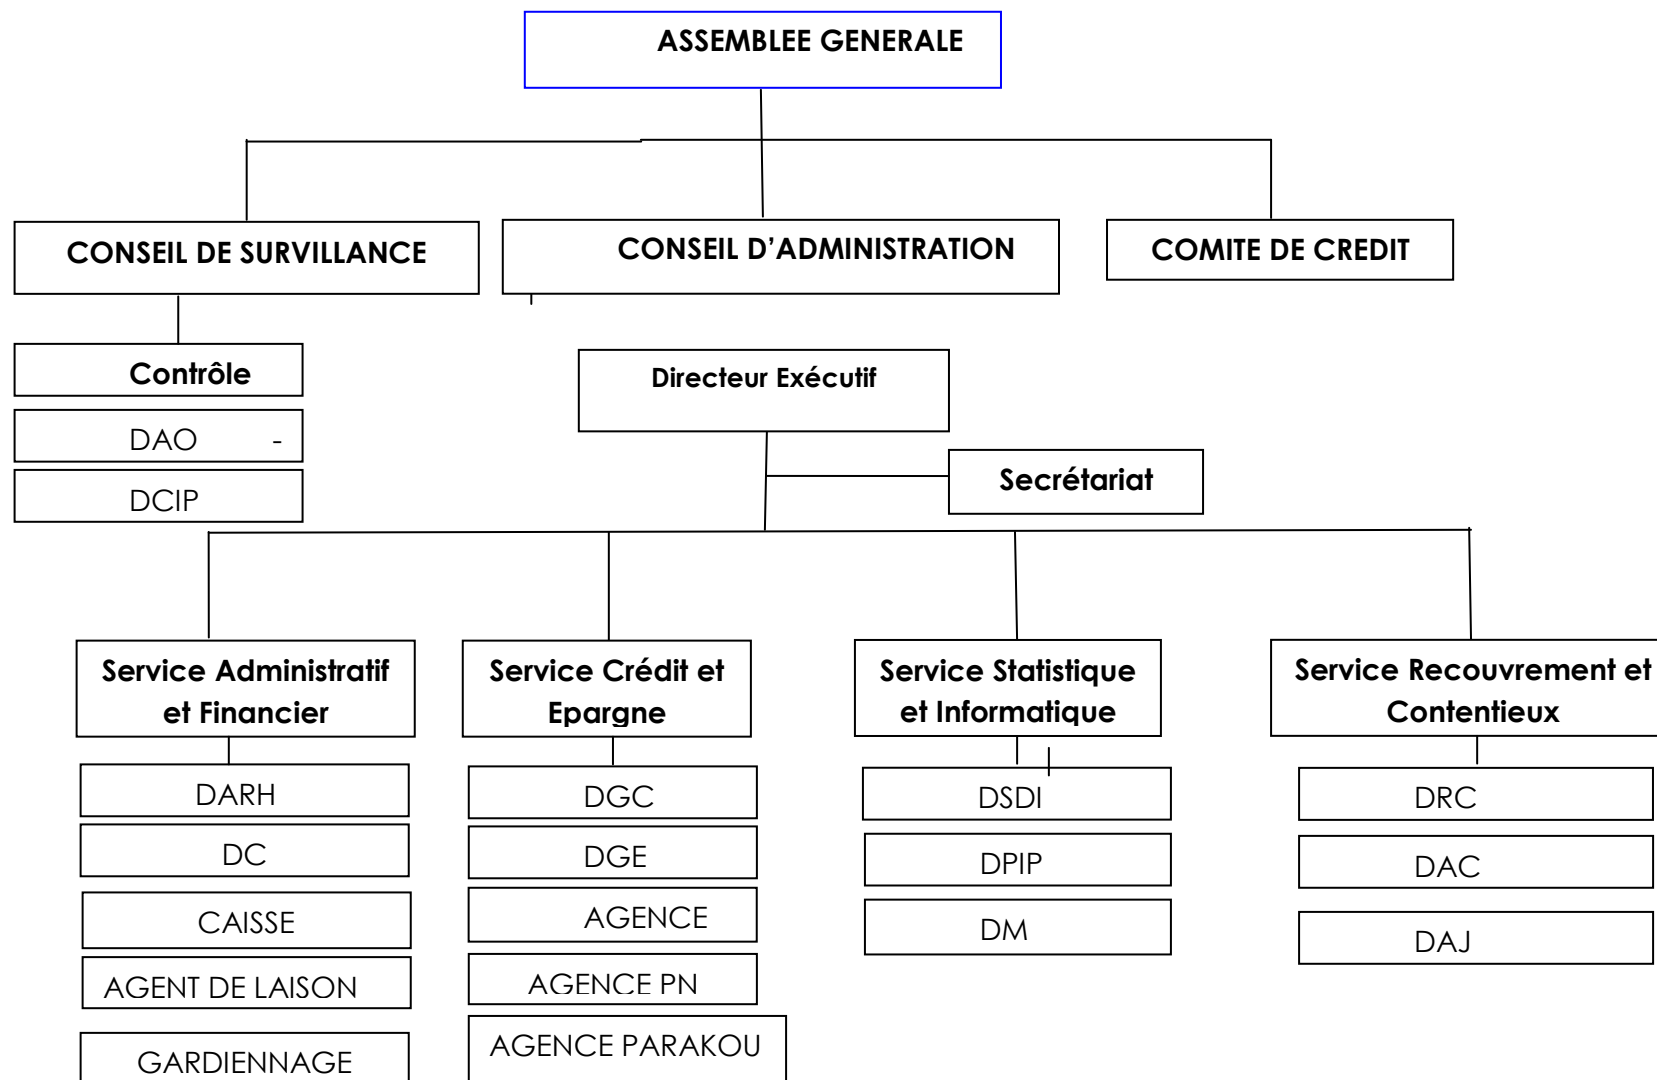 ASSEMBLEE GENERALE
CONSEIL DE SURVILLANCE
CONSEIL D'ADMINISTRATION
COMITE DE CREDIT
Contrôle
DAO -
DCIP
Directeur Exécutif
Secrétariat
Service Administratif
et Financier
DARH
DC
CAISSE
AGENT DE LAISON
GARDIENNAGE
Service Crédit et
Epargne
DGC
DGE
AGENCE
AGENCE PN
AGENCE PARAKOU
Service Statistique
et Informatique
DSDI
DPIP
DM
Service Recouvrement et
Contentieux
DRC
DAC
DAJ